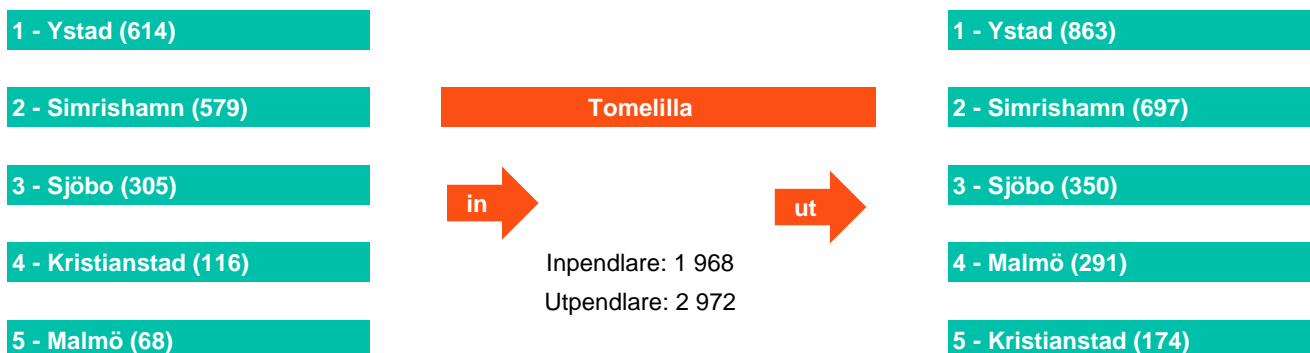 1 - Ystad (614)
2 - Simrishamn (579)
3 - Sjöbo (305)
4 - Kristianstad (116)
5 - Malmö (68)
Tomelilla
in
ut
Inpendlare: 1 968
Utpendlare: 2 972
1 - Ystad (863)
2 - Simrishamn (697)
3 - Sjöbo (350)
4 - Malmö (291)
5 - Kristianstad (174)